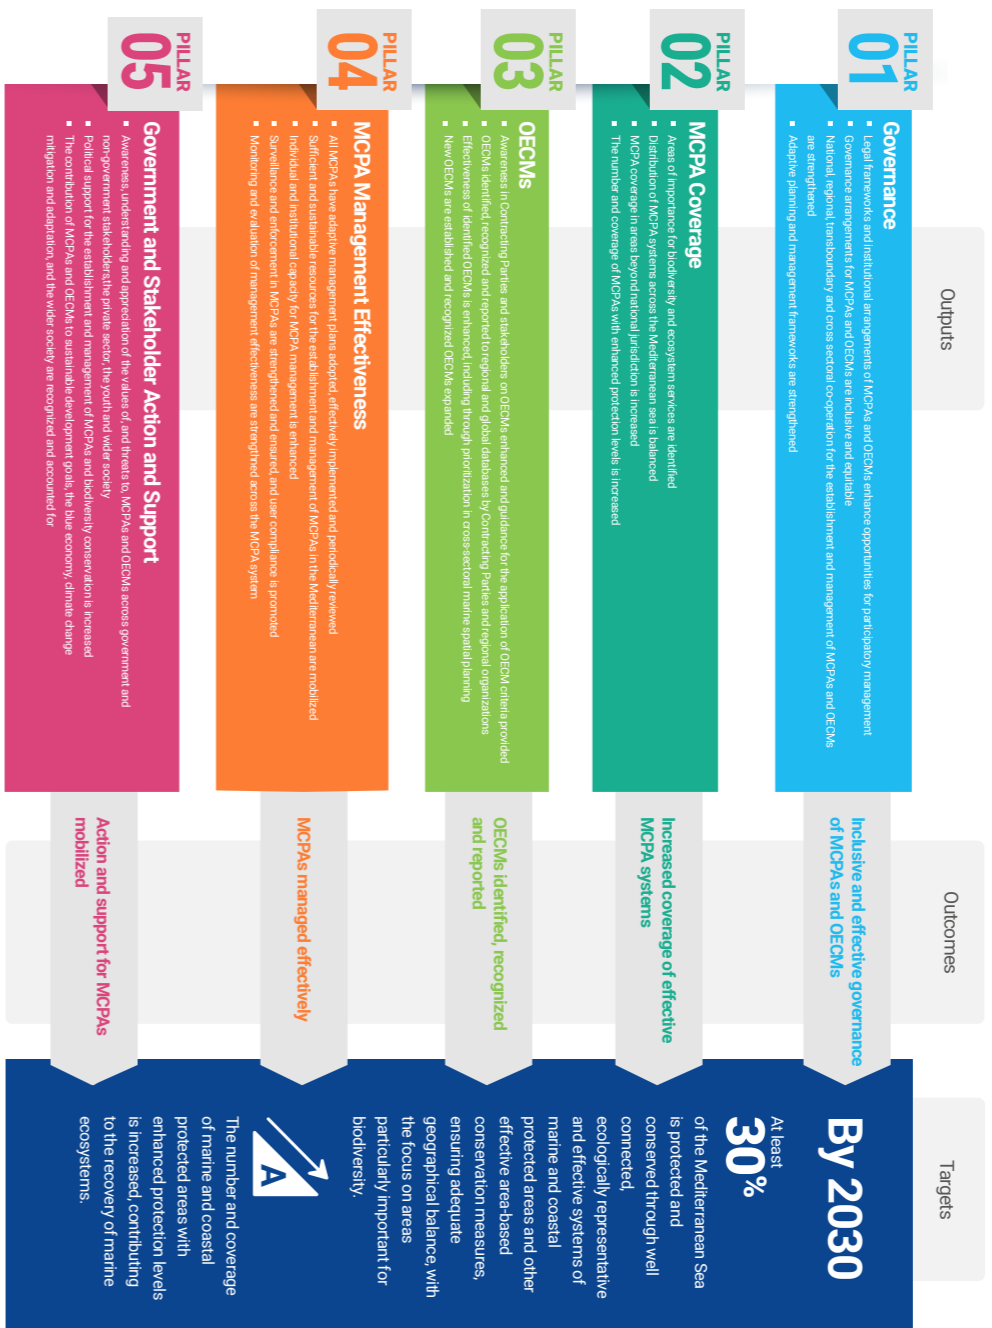 Outputs
Outcomes
Targets
PILLAR
01
Governance
▪ Legal frameworks and institutional arrangements of MCPAs and OECMs enhance opportunities for participatory management
▪ Governance arrangements for MCPAs and OECMs are inclusive and equitable
▪ National, regional, transboundary and cross sectoral co-operation for the establishment and management of MCPAs and OECMs
are strengthened
▪ Adaptive planning and management frameworks are strengthened
Inclusive and effective governance
of MCPAs and OECMs
PILLAR
02
MCPA Coverage
▪ Areas of importance for biodiversity and ecosystem services are identified
▪ Distribution of MCPA systems across the Mediterranean sea is balanced
▪ MCPA coverage in areas beyond national jurisdiction is increased
▪ The number and coverage of MCPAs with enhanced protection levels is increased
Increased coverage of effective
MCPA systems
PILLAR
03
OECMs
▪ Awareness in Contracting Parties and stakeholders on OECMs enhanced and guidance for the application of OECM criteria provided
▪ OECMs identified, recognized and reported to regional and global databases by Contracting Parties and regional organizations
▪ Effectiveness of identified OECMs is enhanced, including through prioritization in cross-sectoral marine spatial planning
▪ New OECMs are established and recognized OECMs expanded
OECMs identified, recognized
and reported
PILLAR
04
MCPA Management Effectiveness
▪ All MCPAs have adaptive management plans adopted, effectively implemented and periodically reviewed
▪ Sufficient and sustainable resources for the establishment and management of MCPAs in the Mediterranean are mobilized
▪ Individual and institutional capacity for MCPA management is enhanced
▪ Surveillance and enforcement in MCPAs are strengthened and ensured, and user compliance is promoted
▪ Monitoring and evaluation of management effectiveness are strengthned across the MCPA system
MCPAs managed effectively
PILLAR
05
Government and Stakeholder Action and Support
▪ Awareness, understanding and appreciation of the values of, and threats to, MCPAs and OECMs across government and
non-government stakeholders,the private sector, the youth and wider society
▪ Political support for the establishment and management of MCPAs and biodiversity conservation is increased
▪ The contribution of MCPAs and OECMs to sustainable development goals, the blue economy, climate change
mitigation and adaptation, and the wider society are recognized and accounted for
Action and support for MCPAs
mobilized
By 2030
At least
30%
of the Mediterranean Sea
is protected and
conserved through well
connected,
ecologically representative
and effective systems of
marine and coastal
protected areas and other
effective area-based
conservation measures,
ensuring adequate
geographical balance, with
the focus on areas
particularly important for
biodiversity.
A
The number and coverage
of marine and coastal
protected areas with
enhanced protection levels
is increased, contributing
to the recovery of marine
ecosystems.